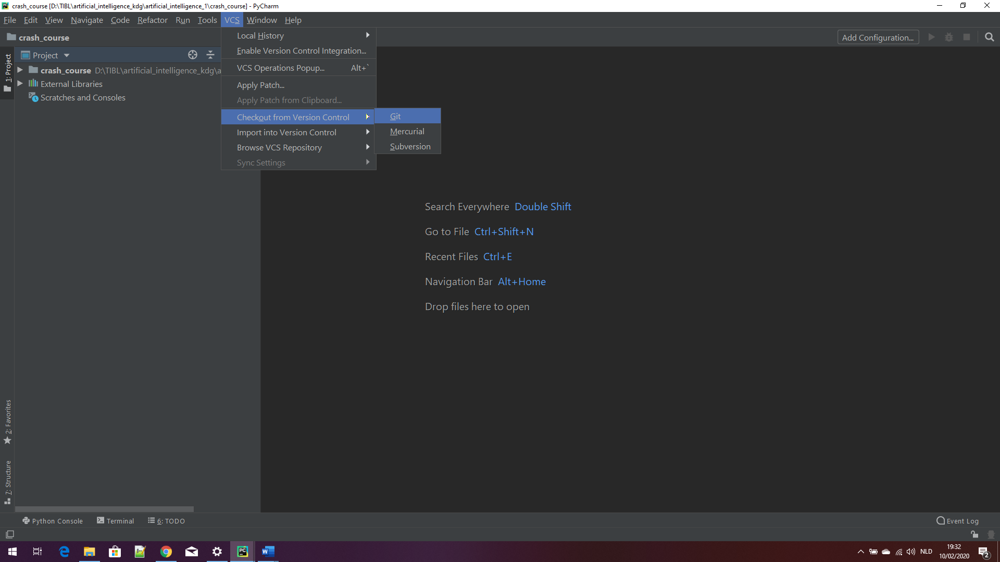 crash_course [D:\TIBL\artificial_intelligence_kdg\artificial_intelligence_1\crash_course] - PyCharm
File Edit View Navigate Code Refactor Run Tools VCS Window Help
crash_course
Add Configuration...
Project
1: Project
crash_course D:\TIBL\artificial_intelligence_kdg\a
External Libraries
Scratches and Consoles
Local History
Enable Version Control Integration...
VCS Operations Popup... Alt+`
Apply Patch...
Apply Patch from Clipboard...
Checkout from Version Control
Import into Version Control
Browse VCS Repository
Sync Settings
Git
Mercurial
Subversion
Search Everywhere Double Shift
Go to File Ctrl+Shift+N
Recent Files Ctrl+E
Navigation Bar Alt+Home
Drop files here to open
2: Favorites
7: Structure
Python Console Terminal 6: TODO
Event Log
PC
W
NLD
19:32
10/02/2020
2